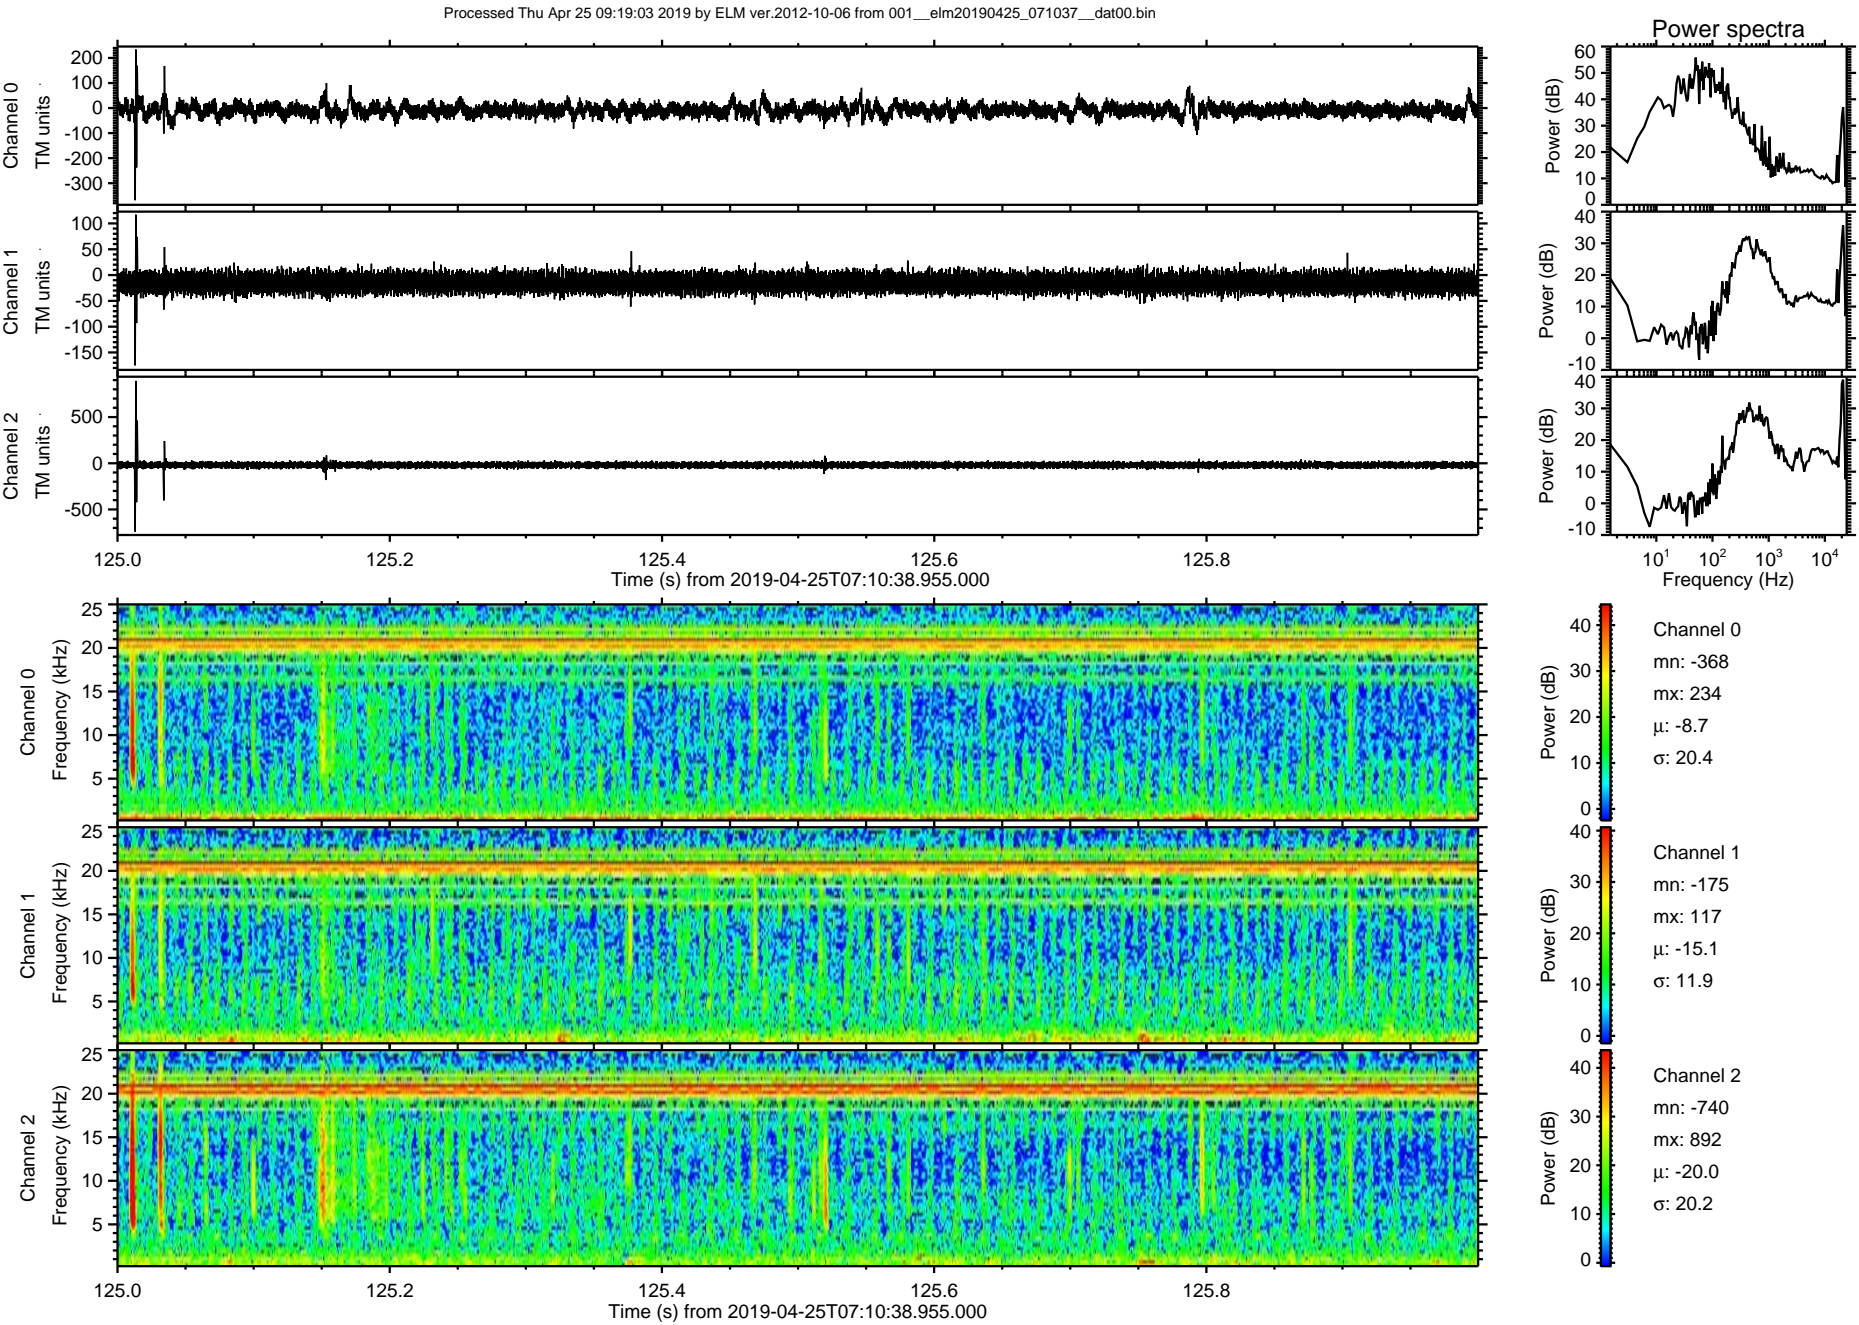 Processed Thu Apr 25 09:19:03 2019 by ELM ver.2012-10-06 from 001__elm20190425_071037__dat00.bin
Power spectra
Channel 0
TM units
200
100
0
-100
-200
-300
Power (dB)
60
50
40
30
20
10
0
Channel 1
TM units
100
50
0
-50
-100
-150
Power (dB)
40
30
20
10
0
-10
Channel 2
TM units
500
0
-500
Power (dB)
40
30
20
10
0
-10
125.0 125.2 125.4 125.6 125.8
Time (s) from 2019-04-25T07:10:38.955.000
10¹ 10² 10³ 10⁴
Frequency (Hz)
Channel 0
Frequency (kHz)
25
20
15
10
5
Power (dB)
40
30
20
10
0
Channel 0
mn: -368
mx: 234
μ: -8.7
σ: 20.4
Channel 1
Frequency (kHz)
25
20
15
10
5
Power (dB)
40
30
20
10
0
Channel 1
mn: -175
mx: 117
μ: -15.1
σ: 11.9
Channel 2
Frequency (kHz)
25
20
15
10
5
Power (dB)
40
30
20
10
0
Channel 2
mn: -740
mx: 892
μ: -20.0
σ: 20.2
125.0 125.2 125.4 125.6 125.8
Time (s) from 2019-04-25T07:10:38.955.000